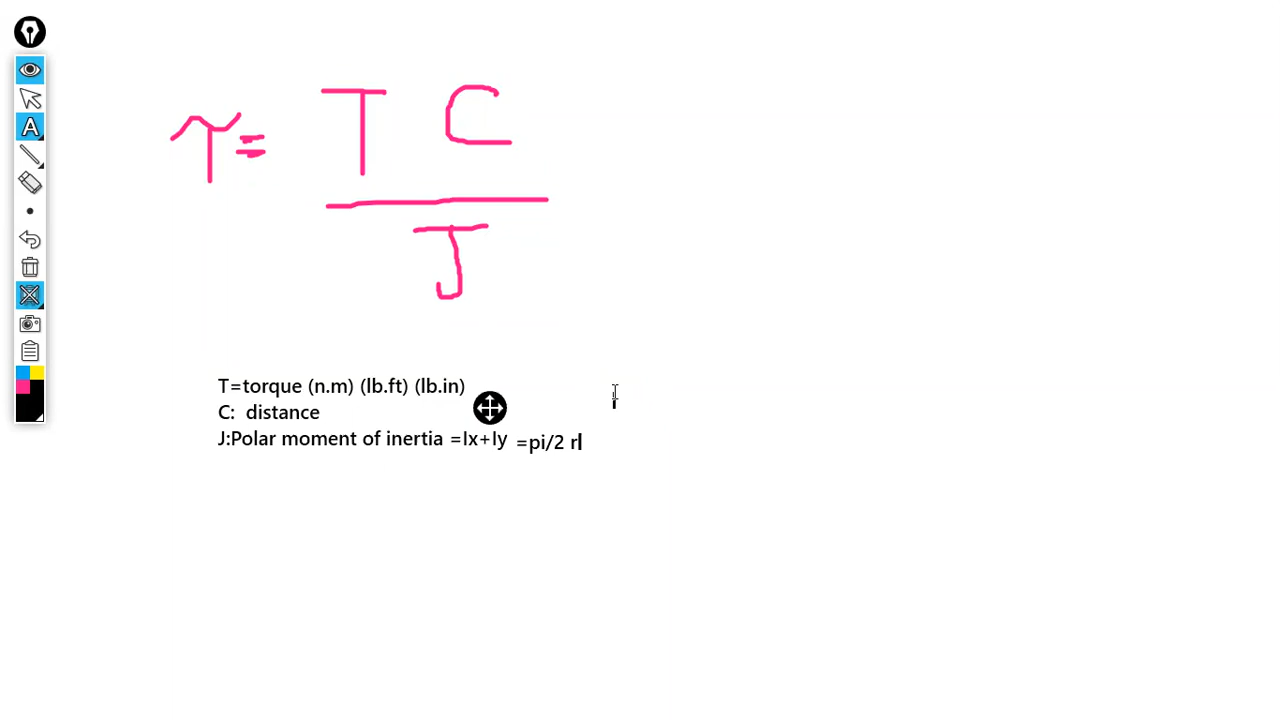 τ= T C
J
T=torque (n.m) (lb.ft) (lb.in)
C: distance
J:Polar moment of inertia =Ix+Iy =pi/2 r